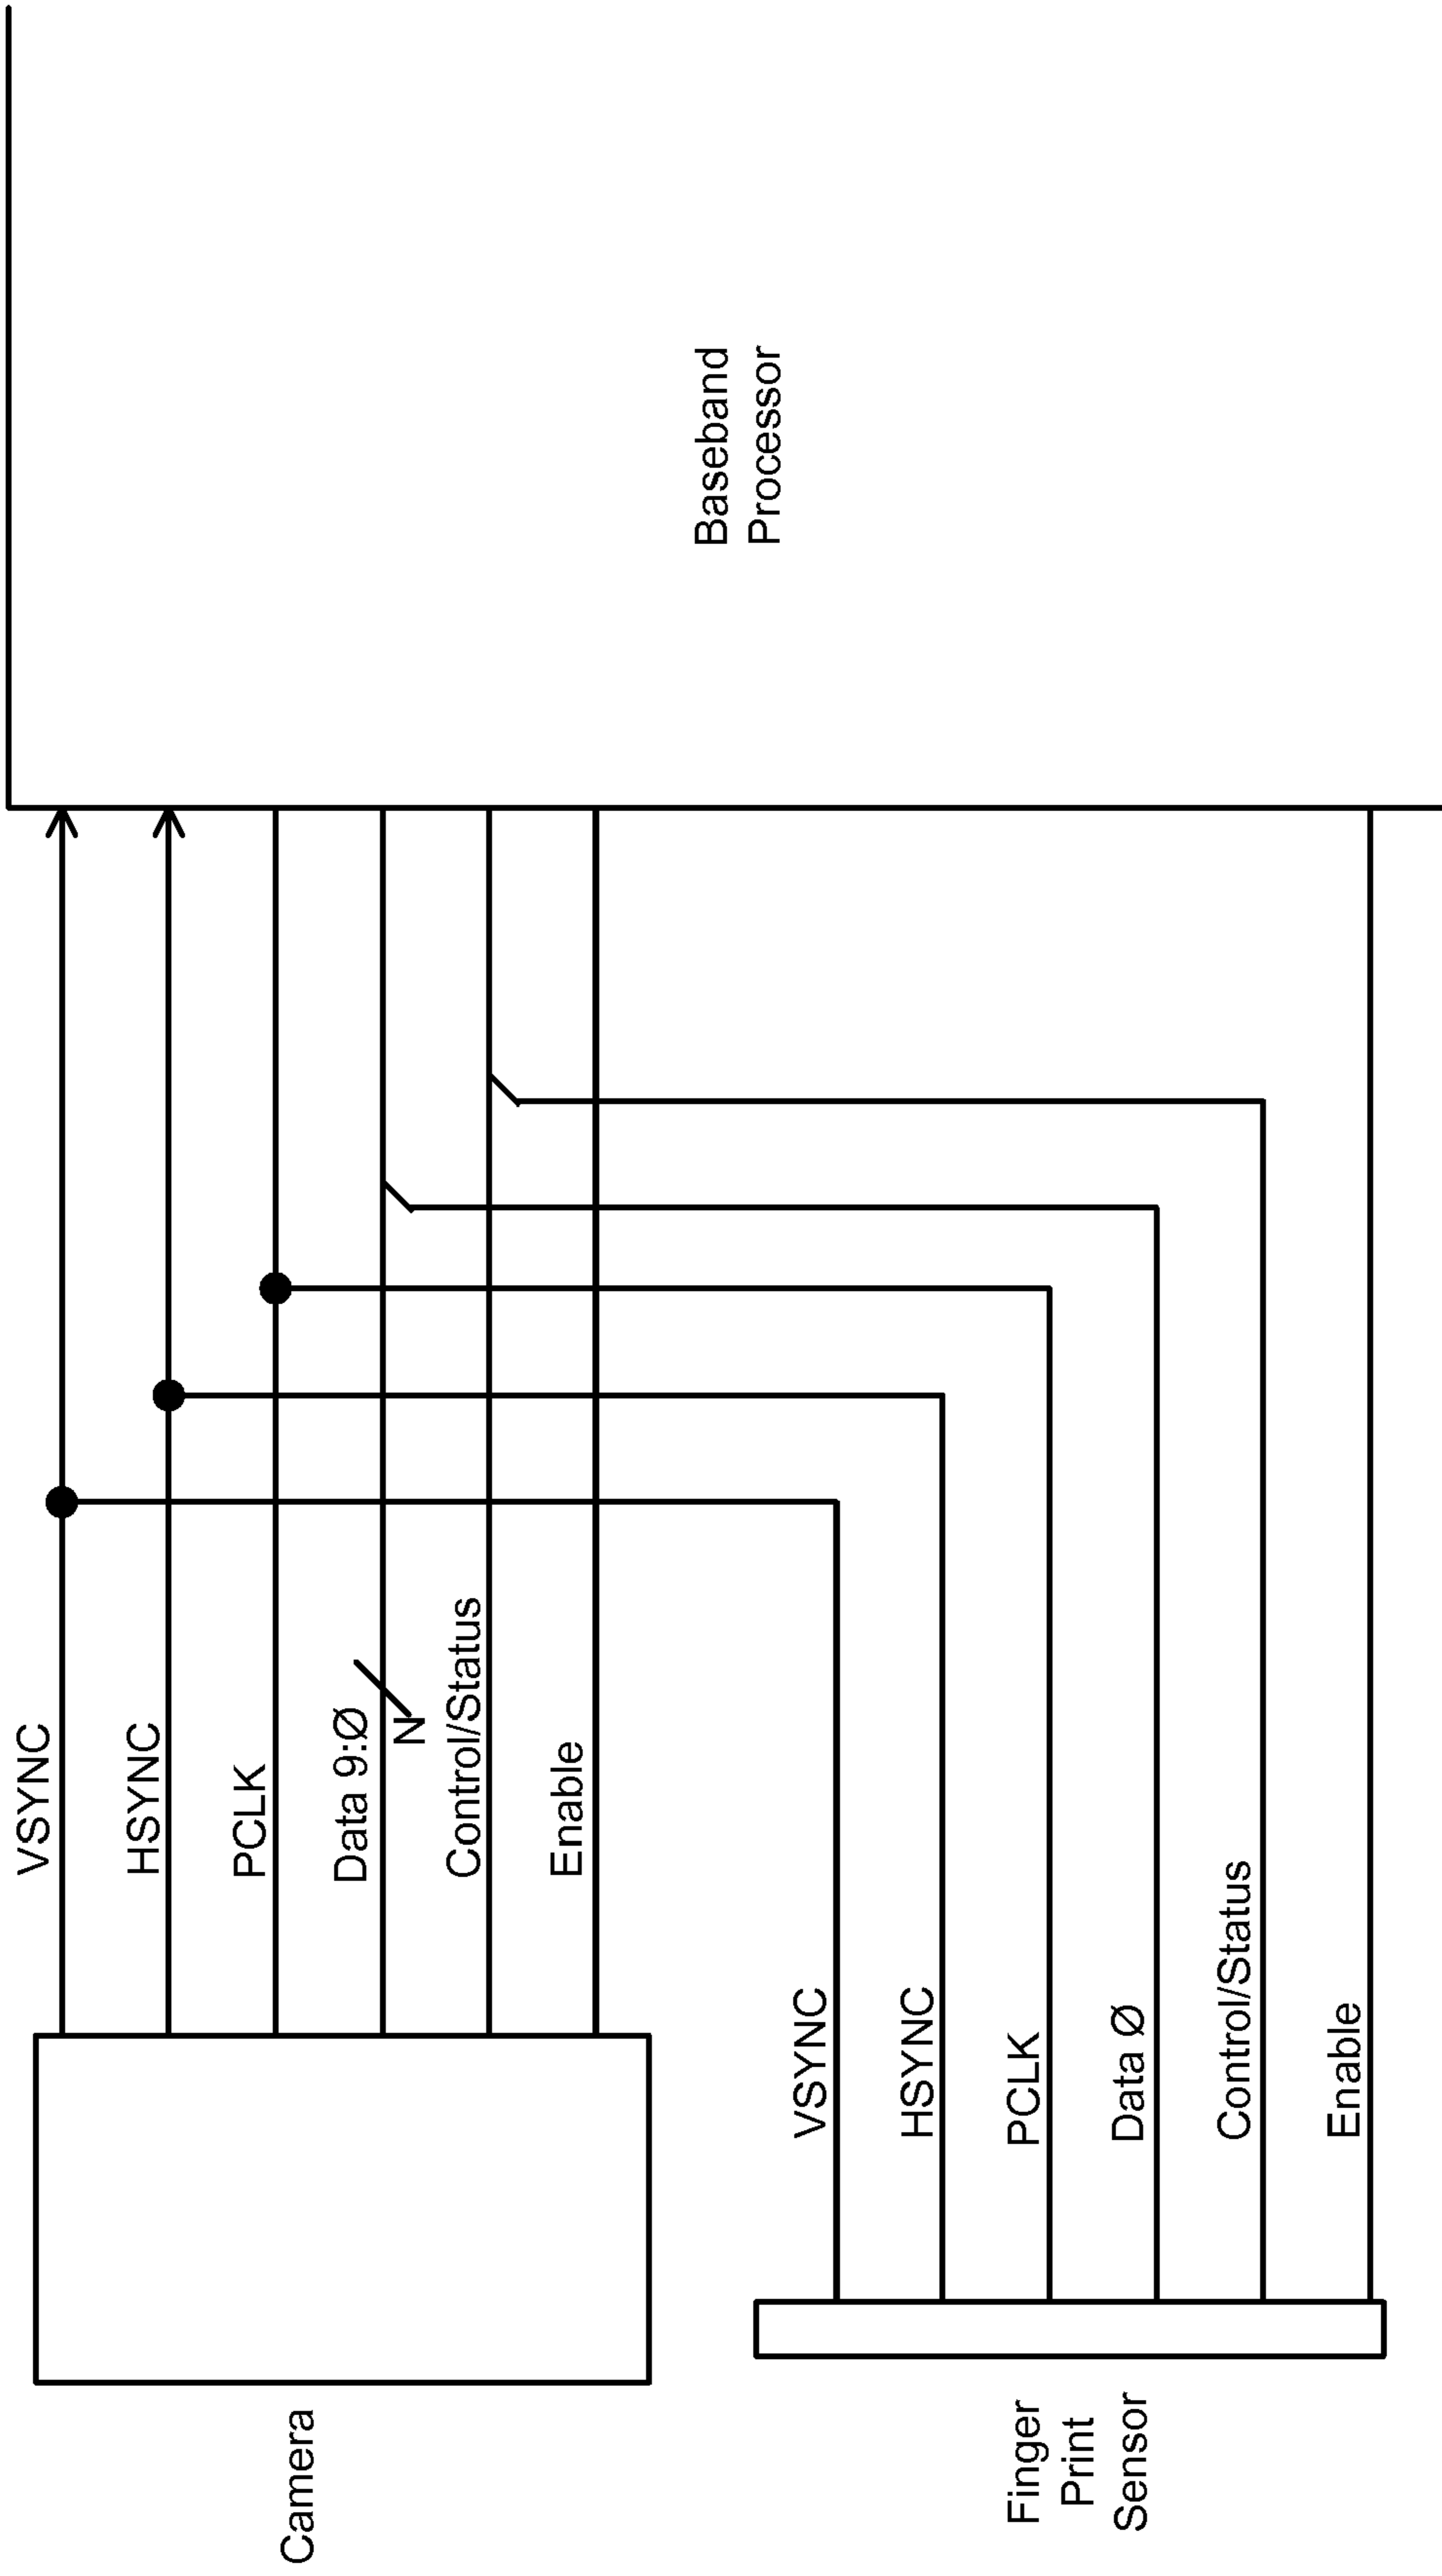 VSYNC
HSYNC
PCLK
Data 9:Ø
N
Control/Status
Enable
Camera
Baseband
Processor
VSYNC
HSYNC
PCLK
Data Ø
Control/Status
Enable
Finger
Print
Sensor